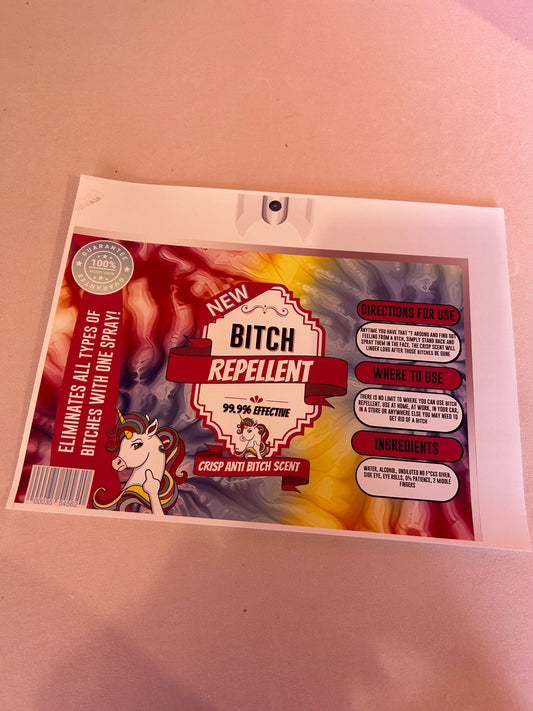 GUARANTEE
100%
MONEY BACK
GUARANTEE
ELIMINATES ALL TYPES OF
BITCHES WITH ONE SPRAY!
00035 54562
NEW
BITCH
REPELLENT
99.9% EFFECTIVE
CRISP ANTI BITCH SCENT
DIRECTIONS FOR USE
ANYTIME YOU HAVE THAT "F AROUND AND FIND OUT"
FEELING FROM A B*TCH, SIMPLY STAND BACK AND
SPRAY THEM IN THE FACE. THE CRISP SCENT WILL
LINGER LONG AFTER THOSE BITCHES BE GONE
WHERE TO USE
THERE IS NO LIMIT TO WHERE YOU CAN USE BITCH
REPELLENT. USE AT HOME, AT WORK, IN YOUR CAR,
IN A STORE OR ANYWHERE ELSE YOU MAY NEED TO
GET RID OF A BITCH
INGREDIENTS
WATER, ALCOHOL, UNDILUTED NO F*CKS GIVEN,
SIDE EYE, EYE ROLLS, 0% PATIENCE, 2 MIDDLE
FINGERS